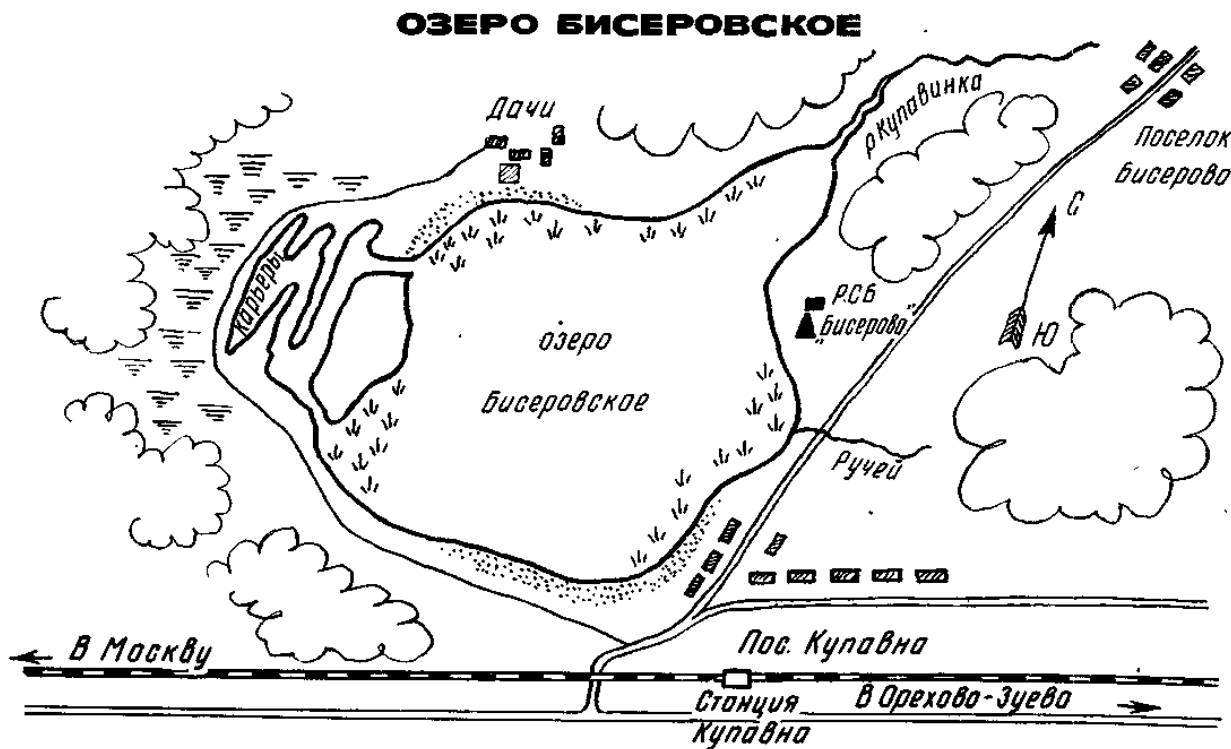 ОЗЕРО БИСЕРОВСКОЕ
Дачи
р Купавинка
Поселок
Бисерово
С
Карьеры
РСБ
"Бисерово"
Ю
озеро
Бисеровское
Ручей
В Москву
Пос. Купавна
Станция
Купавна
В Орехово-Зуево